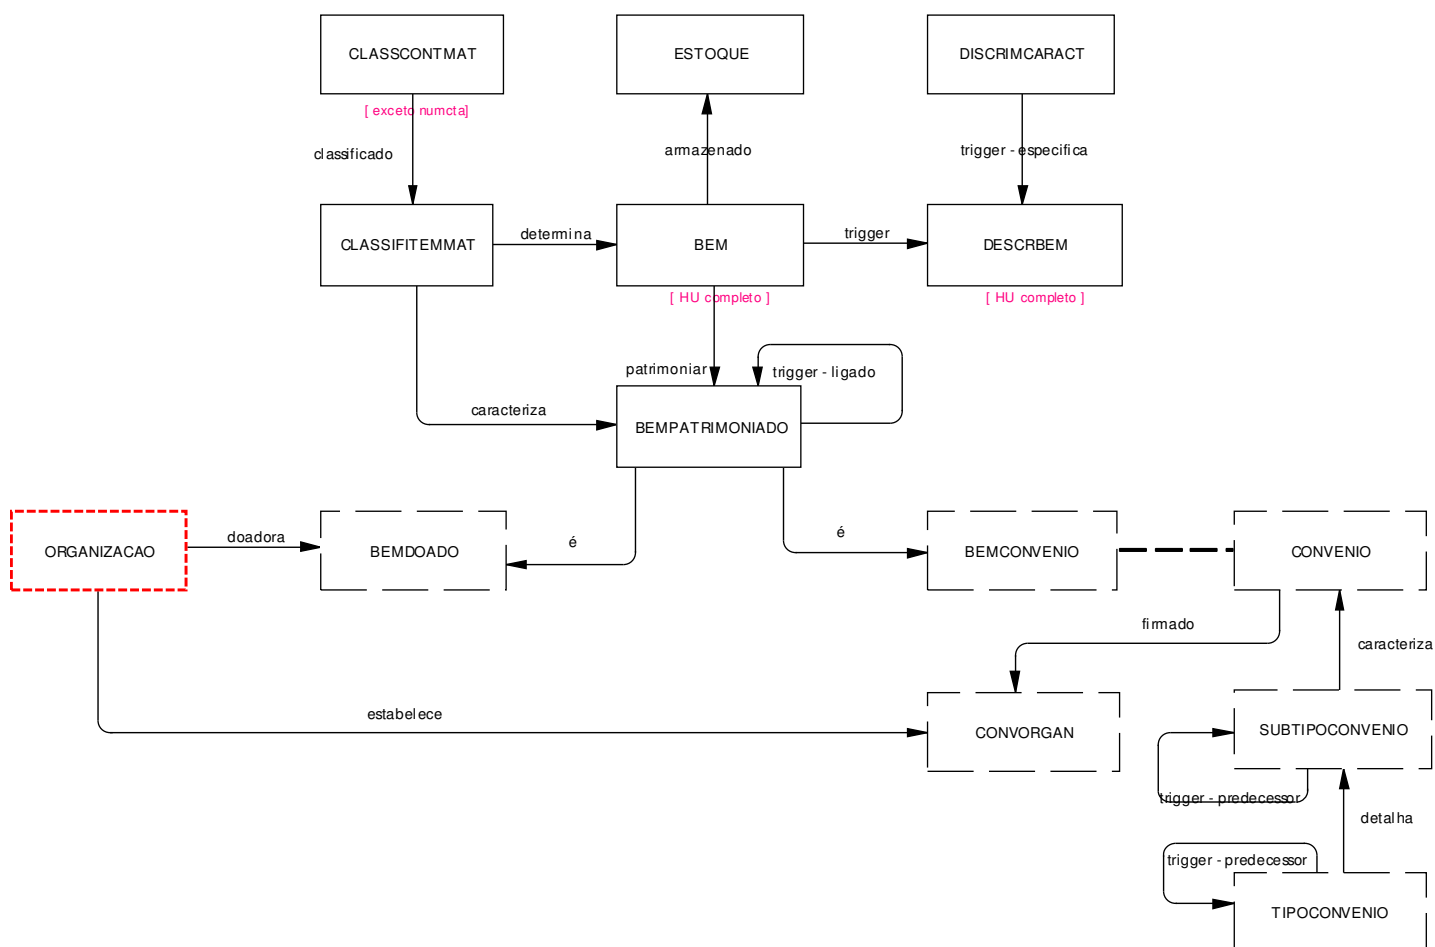 CLASSCONTMAT
ESTOQUE
DISCRIMCARACT
[ exceto numcta]
classificado
armazenado
trigger - especifica
CLASSIFITEMMAT
determina
BEM
trigger
DESCRBEM
[ HU completo ]
[ HU completo ]
patrimoniar
trigger - ligado
caracteriza
BEMPATRIMONIADO
ORGANIZACAO
doadora
BEMDOADO
é
é
BEMCONVENIO
CONVENIO
firmado
caracteriza
estabelece
CONVORGAN
SUBTIPOCONVENIO
trigger - predecessor
detalha
trigger - predecessor
TIPOCONVENIO